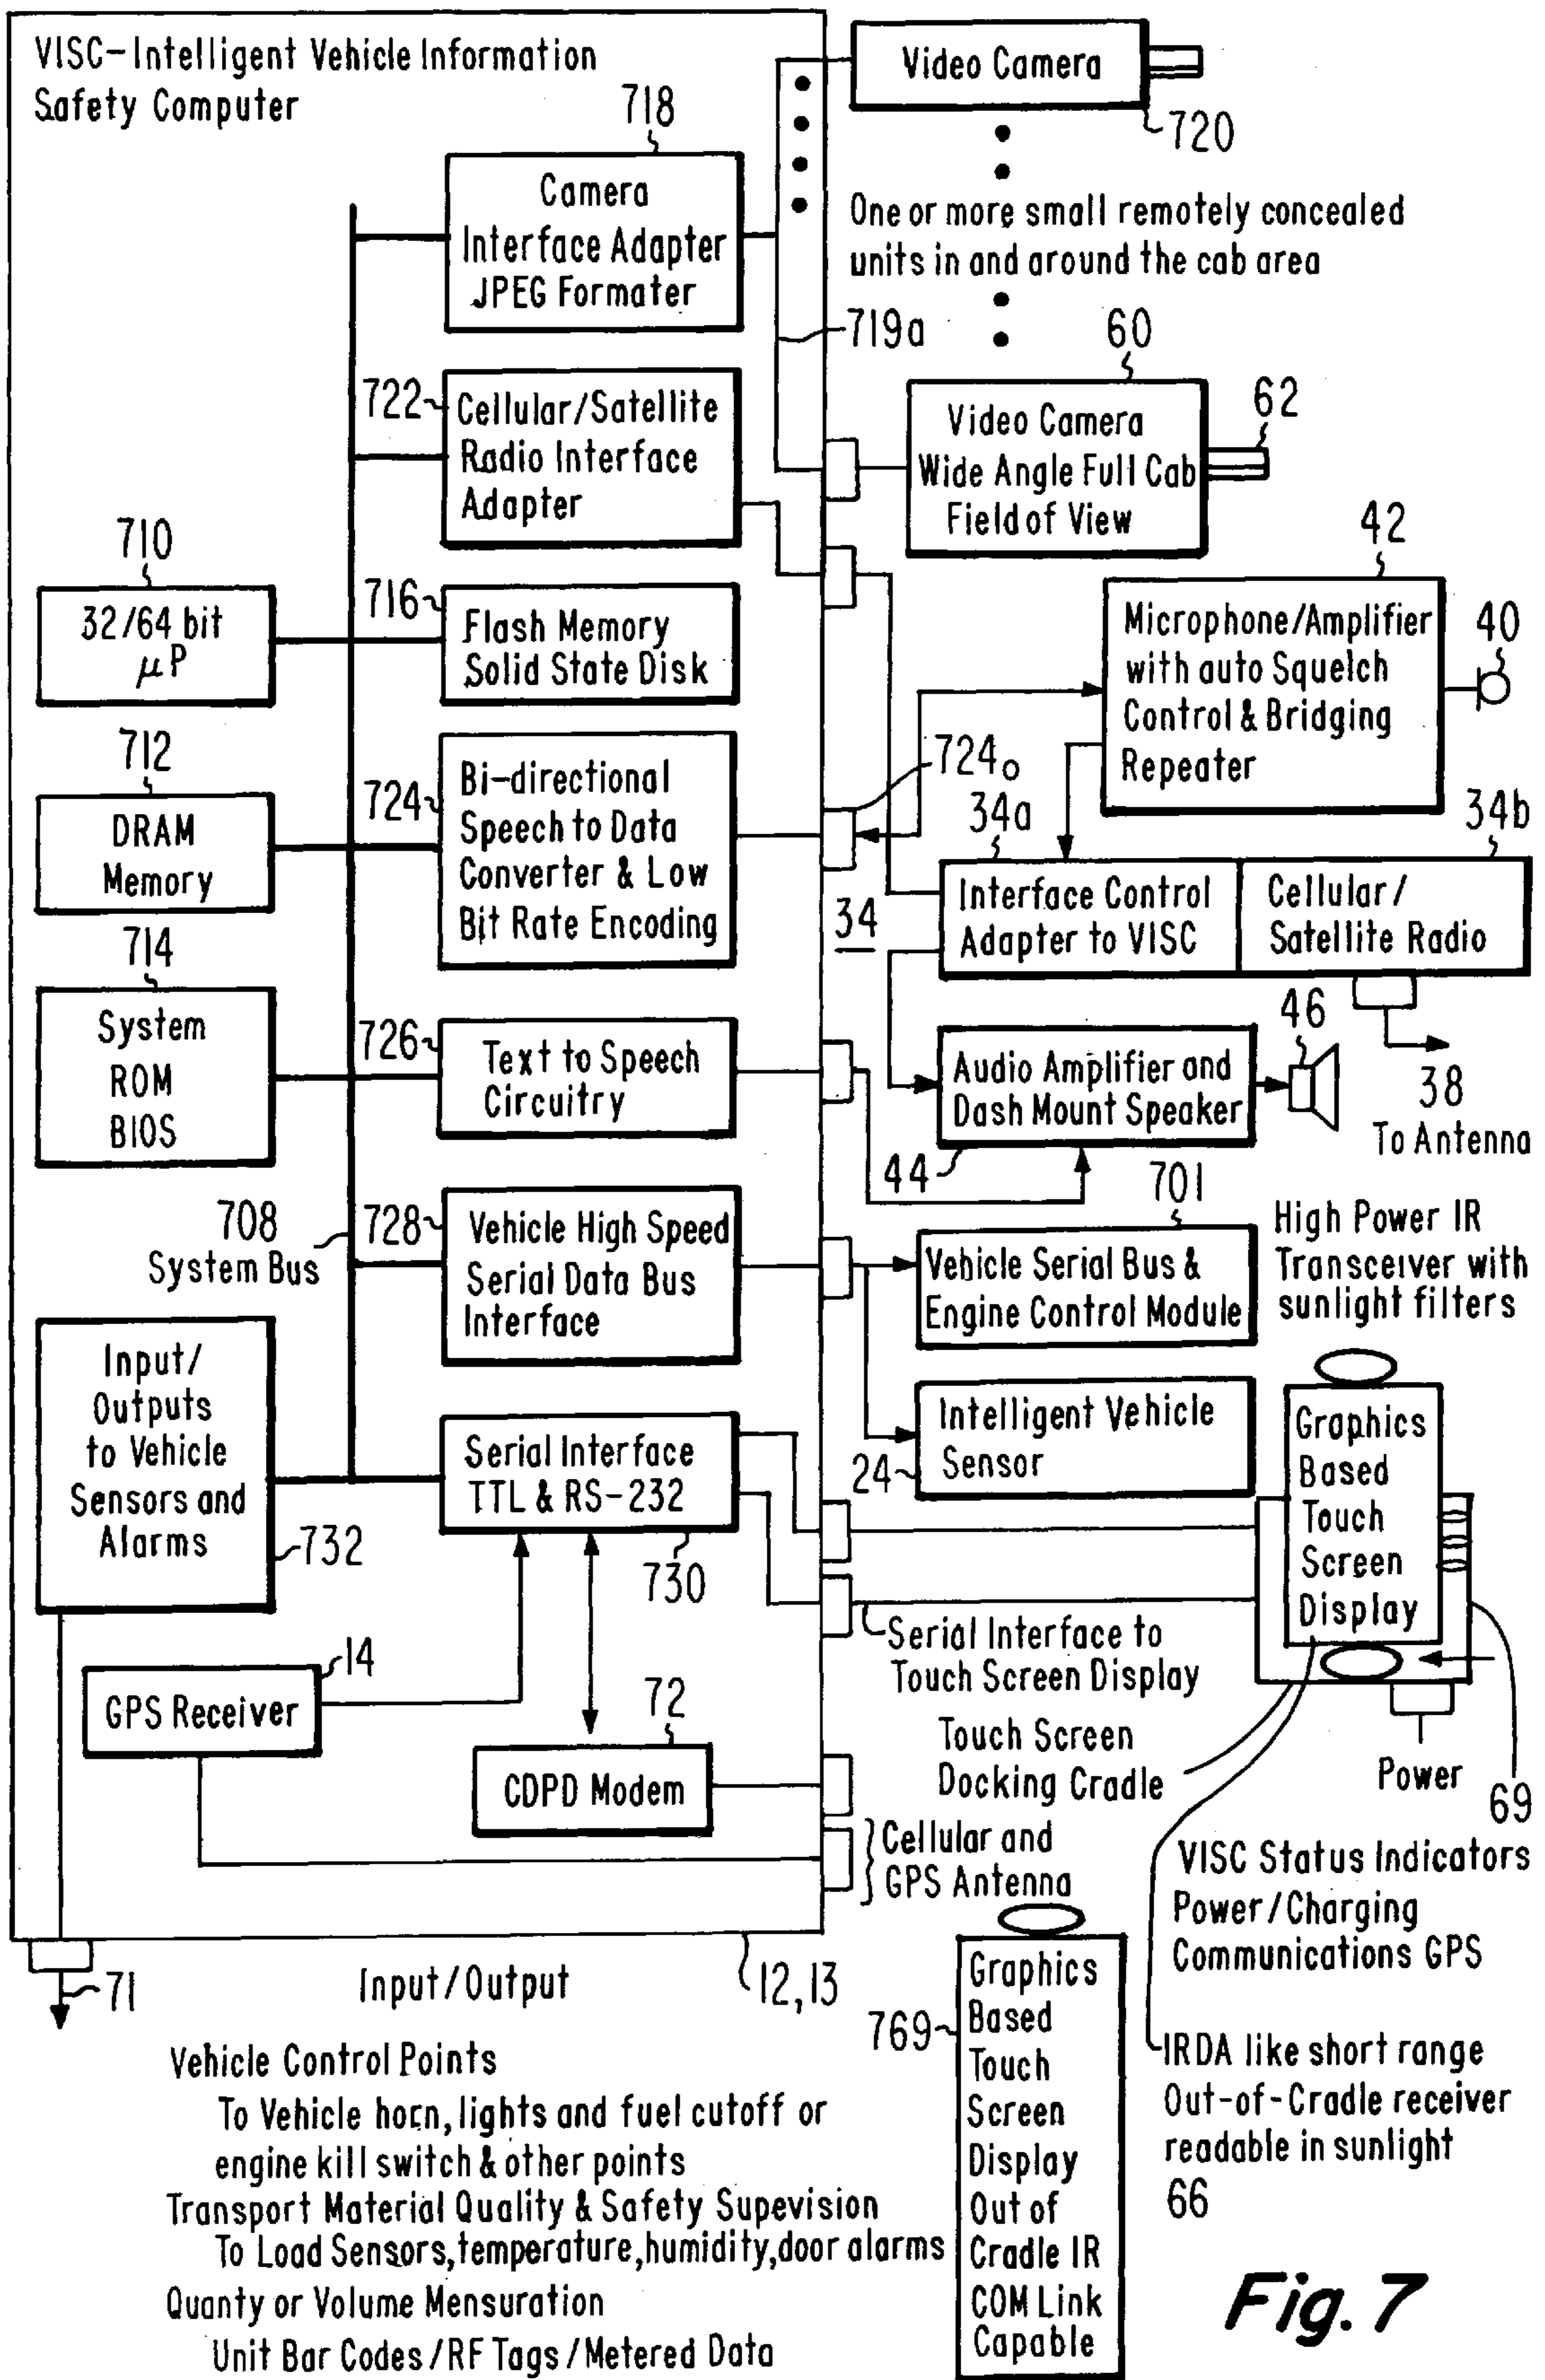 VISC-Intelligent Vehicle Information
Safety Computer
718
Camera
Interface Adapter
JPEG Formater
Video Camera
720
One or more small remotely concealed
units in and around the cab area
719a
60
Video Camera
Wide Angle Full Cab
Field of View
62
722
Cellular/Satellite
Radio Interface
Adapter
710
32/64 bit
μP
716
Flash Memory
Solid State Disk
42
Microphone/Amplifier
with auto Squelch
Control & Bridging
Repeater
40
712
DRAM
Memory
724
Bi-directional
Speech to Data
Converter & Low
Bit Rate Encoding
724o
34a
34b
34
Interface Control
Adapter to VISC
Cellular/
Satellite Radio
714
System
ROM
BIOS
726
Text to Speech
Circuitry
Audio Amplifier and
Dash Mount Speaker
46
44
38
To Antenna
708
System Bus
728
Vehicle High Speed
Serial Data Bus
Interface
701
Vehicle Serial Bus &
Engine Control Module
High Power IR
Transceiver with
sunlight filters
Input/
Outputs
to Vehicle
Sensors and
Alarms
732
Serial Interface
TTL & RS-232
730
24
Intelligent Vehicle
Sensor
Graphics
Based
Touch
Screen
Display
Serial Interface to
Touch Screen Display
14
GPS Receiver
72
CDPD Modem
Touch Screen
Docking Cradle
Power
69
Cellular and
GPS Antenna
VISC Status Indicators
Power/Charging
Communications GPS
71
Input/Output
12,13
769
Graphics
Based
Touch
Screen
Display
Out of
Cradle IR
COM Link
Capable
IRDA like short range
Out-of-Cradle receiver
readable in sunlight
66
Vehicle Control Points
To Vehicle horn, lights and fuel cutoff or
engine kill switch & other points
Transport Material Quality & Safety Supevision
To Load Sensors, temperature, humidity, door alarms
Quanty or Volume Mensuration
Unit Bar Codes/RF Tags/Metered Data
Fig. 7